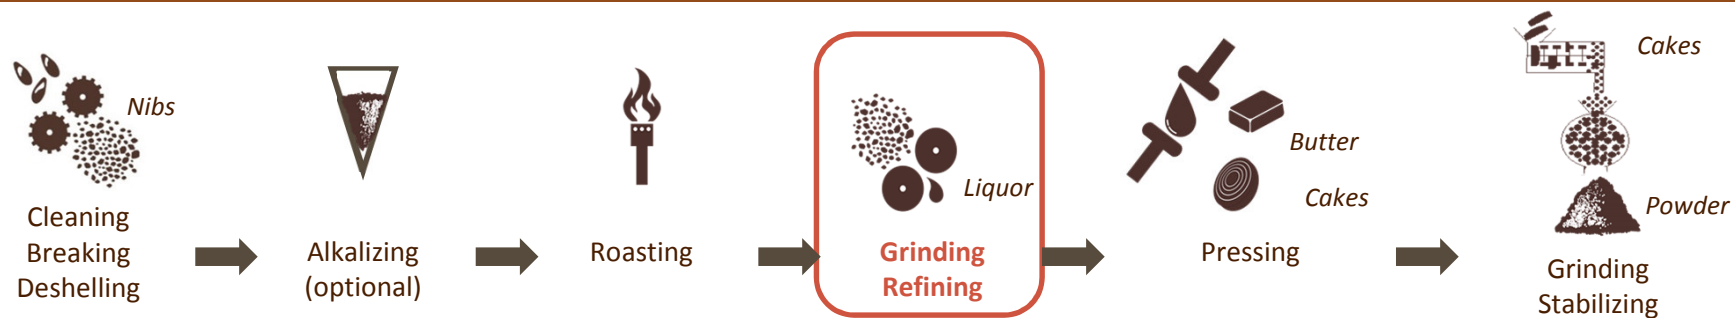 Nibs
Cleaning
Breaking
Deshelling
Alkalizing
(optional)
Roasting
Liquor
Grinding
Refining
Butter
Cakes
Pressing
Cakes
Powder
Grinding
Stabilizing